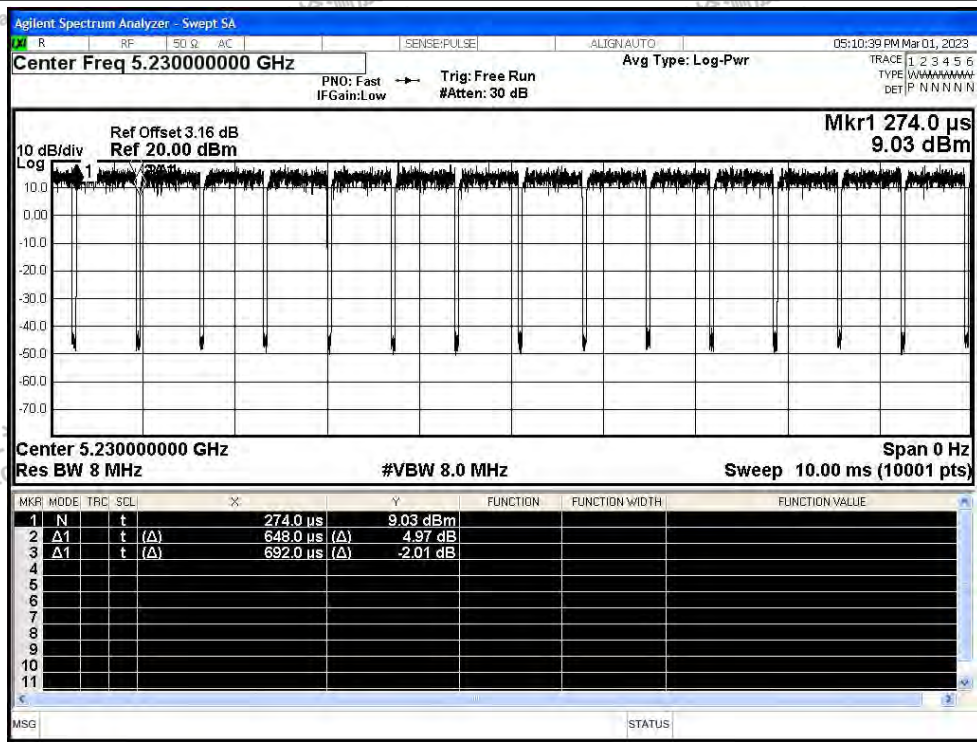 Agilent Spectrum Analyzer - Swept SA
R RF 50 Ω AC SENSE:PULSE ALIGNAUTO 05:10:39 PM Mar 01, 2023
Center Freq 5.230000000 GHz Avg Type: Log-Pwr TRACE 1 2 3 4 5 6
PNO: Fast Trig: Free Run TYPE
IFGain:Low #Atten: 30 dB DET P N N N N N
Mkr1 274.0 µs
Ref Offset 3.16 dB
10 dB/div Ref 20.00 dBm 9.03 dBm
Log
1
10.0
0.00
-10.0
-20.0
-30.0
-40.0
-50.0
-60.0
-70.0
Center 5.230000000 GHz Span 0 Hz
Res BW 8 MHz #VBW 8.0 MHz Sweep 10.00 ms (10001 pts)
MKR MODE TRC SCL X Y FUNCTION FUNCTION WIDTH FUNCTION VALUE
1 N t 274.0 µs 9.03 dBm
2 Δ1 t (Δ) 648.0 µs (Δ) 4.97 dB
3 Δ1 t (Δ) 692.0 µs (Δ) -2.01 dB
4
5
6
7
8
9
10
11
MSG STATUS